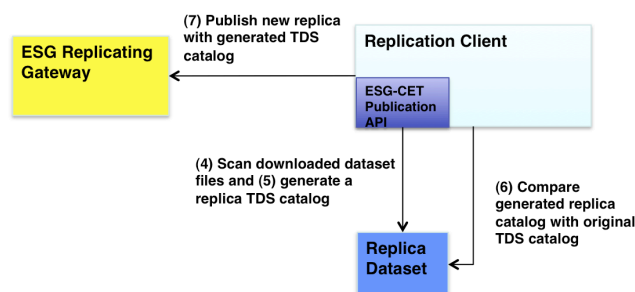 (7) Publish new replica
with generated TDS
catalog
ESG Replicating
Gateway
Replication Client
ESG-CET
Publication
API
(4) Scan downloaded dataset
files and (5) generate a
replica TDS catalog
(6) Compare
generated replica
catalog with original
TDS catalog
Replica
Dataset